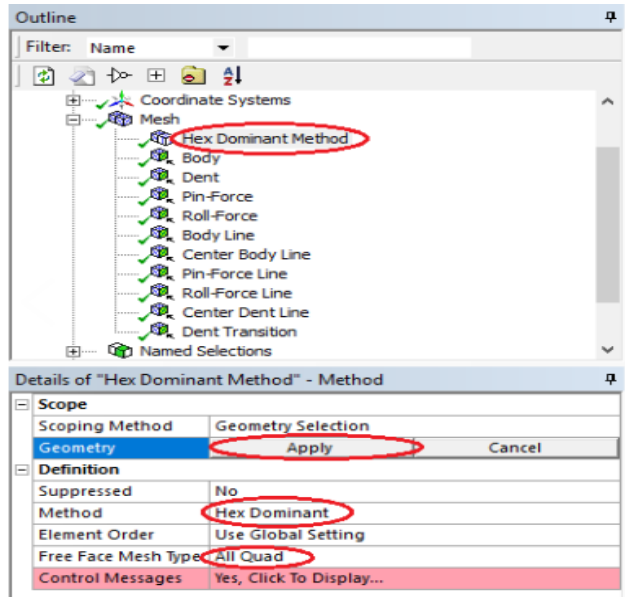 Outline
Filter: Name
Coordinate Systems
Mesh
Hex Dominant Method
Body
Dent
Pin-Force
Roll-Force
Body Line
Center Body Line
Pin-Force Line
Roll-Force Line
Center Dent Line
Dent Transition
Named Selections
Details of "Hex Dominant Method" - Method
Scope
Scoping Method Geometry Selection
Geometry Apply Cancel
Definition
Suppressed No
Method Hex Dominant
Element Order Use Global Setting
Free Face Mesh Type All Quad
Control Messages Yes, Click To Display...